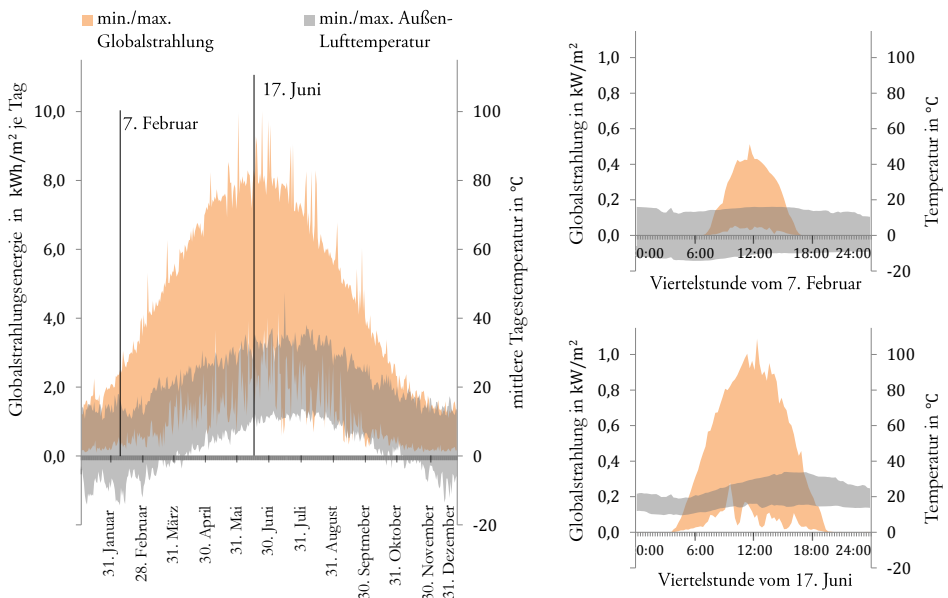 min./max.
Globalstrahlung
min./max. Außen-
Lufttemperatur
Globalstrahlungsenergie in kWh/m² je Tag
10,0
8,0
6,0
4,0
2,0
0,0
7. Februar
17. Juni
100
80
60
40
20
0
-20
mittlere Tagestemperatur in °C
31. Januar
28. Februar
31. März
30. April
31. Mai
30. Juni
31. Juli
31. August
30. Septmeber
31. Oktober
30. November
31. Dezember
Globalstrahlung in kW/m²
1,0
0,8
0,6
0,4
0,2
0,0
100
80
60
40
20
0
-20
Temperatur in °C
0:00 6:00 12:00 18:00 24:00
Viertelstunde vom 7. Februar
Globalstrahlung in kW/m²
1,0
0,8
0,6
0,4
0,2
0,0
100
80
60
40
20
0
-20
Temperatur in °C
0:00 6:00 12:00 18:00 24:00
Viertelstunde vom 17. Juni